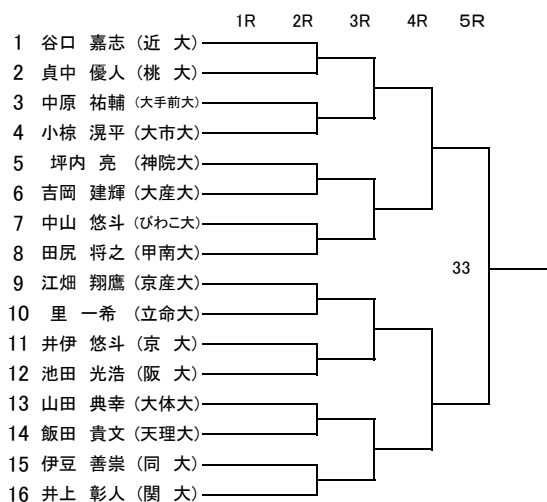 1R 2R 3R 4R 5R
1 谷口 嘉志 (近 大)
2 貞中 優人 (桃 大)
3 中原 祐輔 (大手前大)
4 小椋 滉平 (大市大)
5 坪内 亮 (神院大)
6 吉岡 建輝 (大産大)
7 中山 悠斗 (びわこ大)
8 田尻 将之 (甲南大)
33
9 江畑 翔鷹 (京産大)
10 里 一希 (立命大)
11 井伊 悠斗 (京 大)
12 池田 光浩 (阪 大)
13 山田 典幸 (大体大)
14 飯田 貴文 (天理大)
15 伊豆 善崇 (同 大)
16 井上 彰人 (関 大)